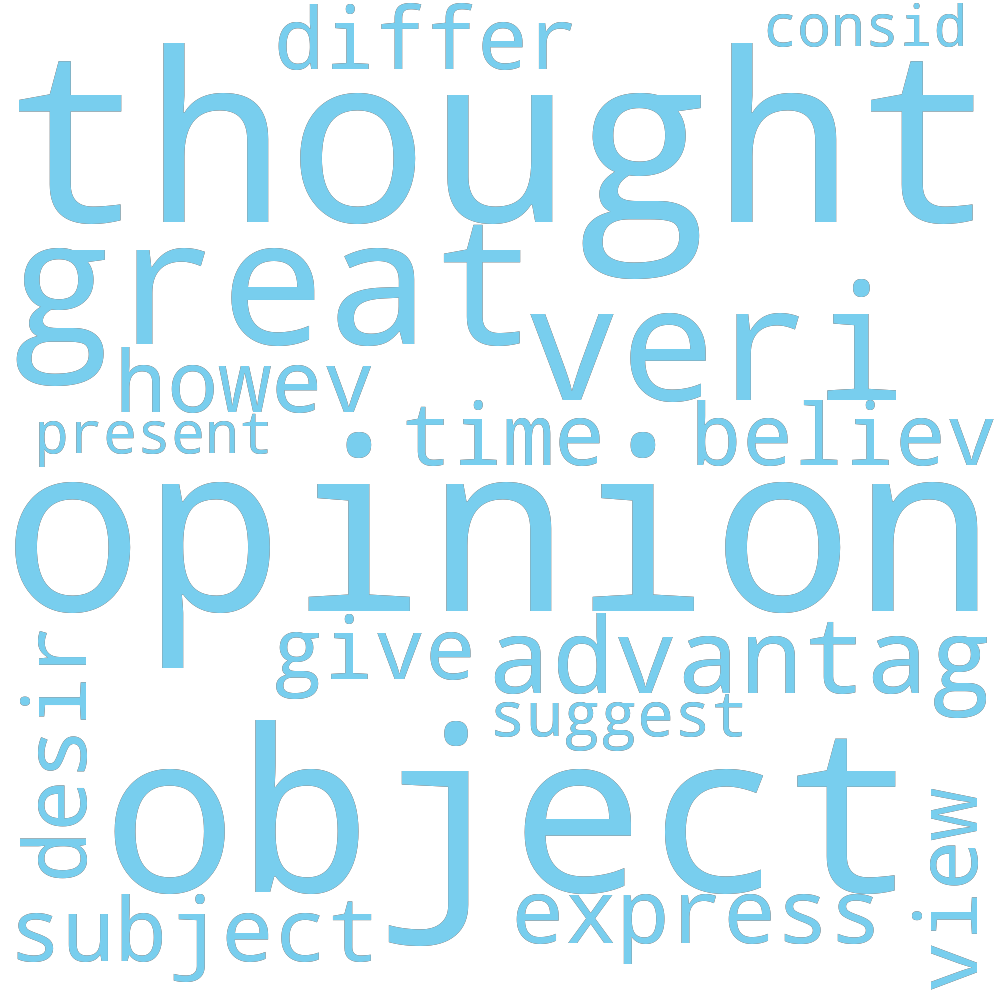 differ
consid
thought
great
veri
howev
present
time
believ
opinion
give
advantag
desir
suggest
object
view
subject
express